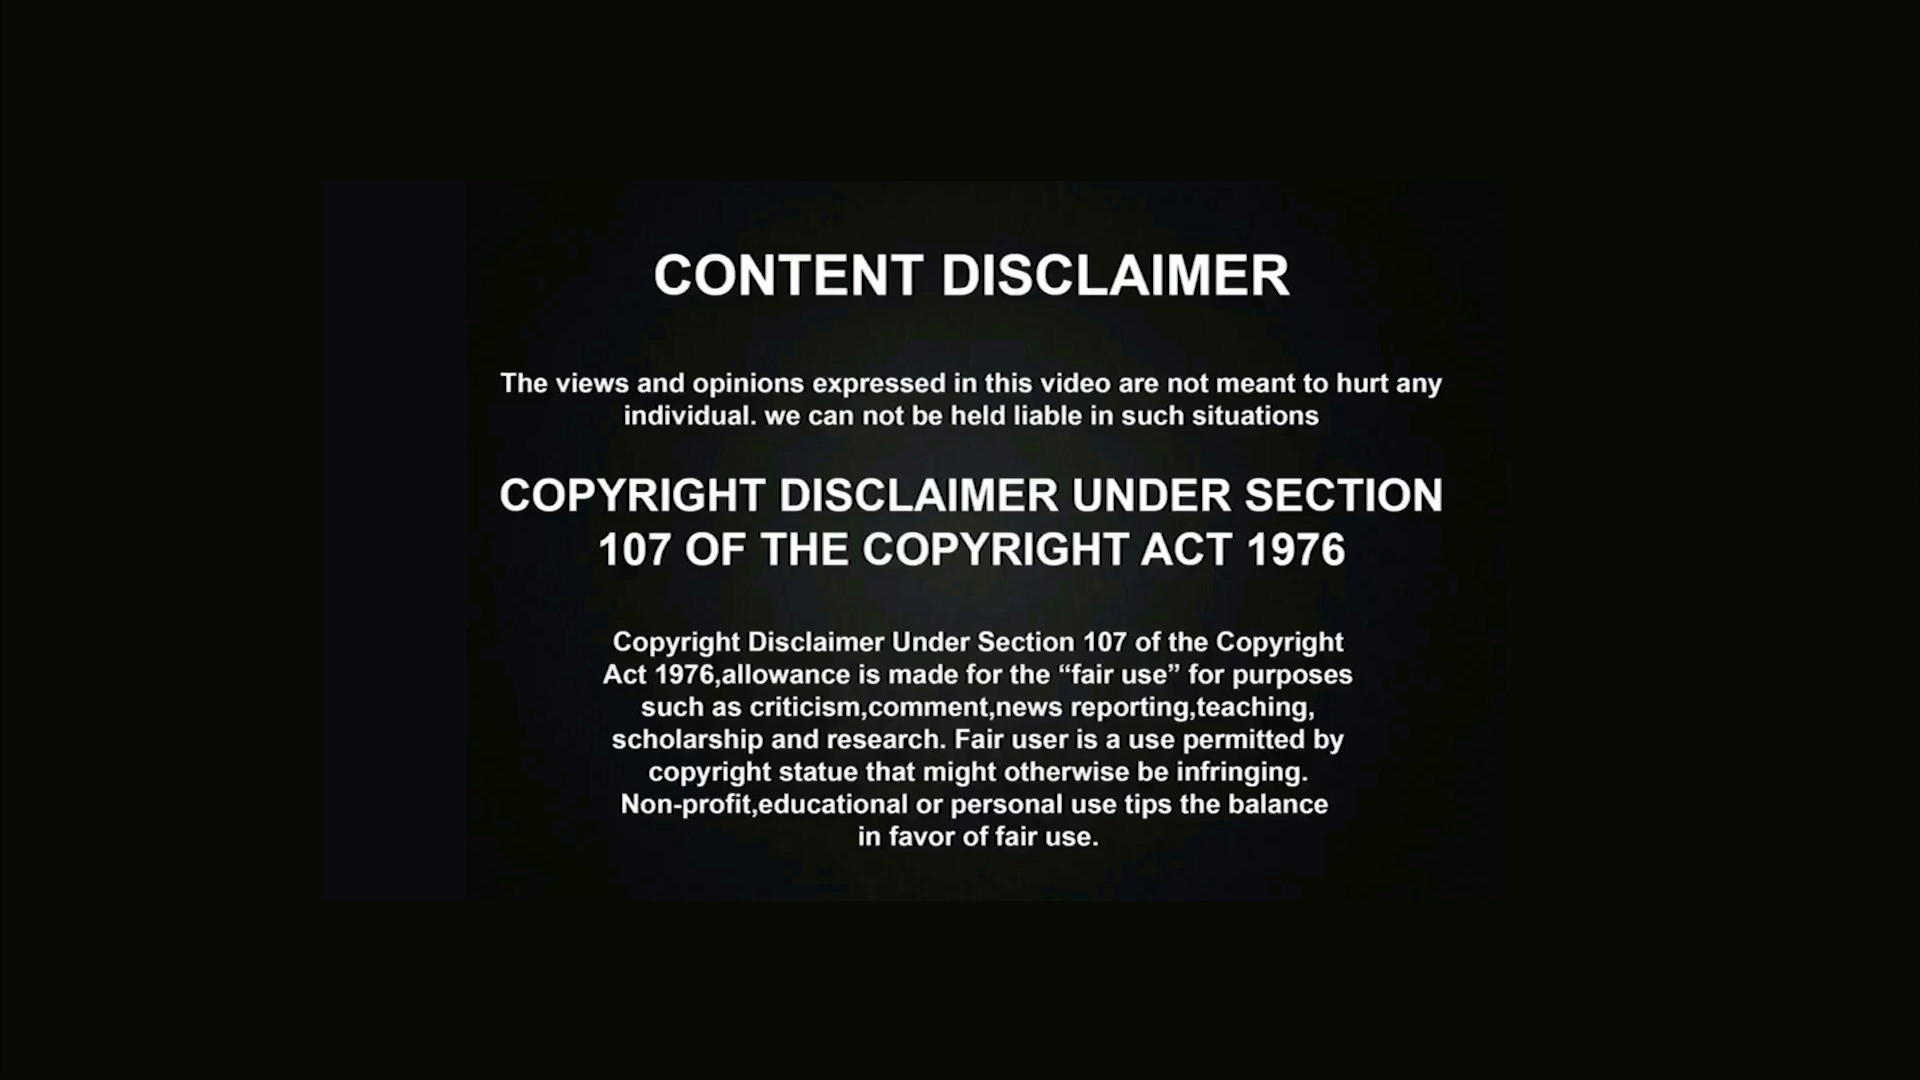 CONTENT DISCLAIMER
The views and opinions expressed in this video are not meant to hurt any
individual. we can not be held liable in such situations
COPYRIGHT DISCLAIMER UNDER SECTION
107 OF THE COPYRIGHT ACT 1976
Copyright Disclaimer Under Section 107 of the Copyright
Act 1976,allowance is made for the “fair use” for purposes
such as criticism,comment,news reporting,teaching,
scholarship and research. Fair user is a use permitted by
copyright statue that might otherwise be infringing.
Non-profit,educational or personal use tips the balance
in favor of fair use.